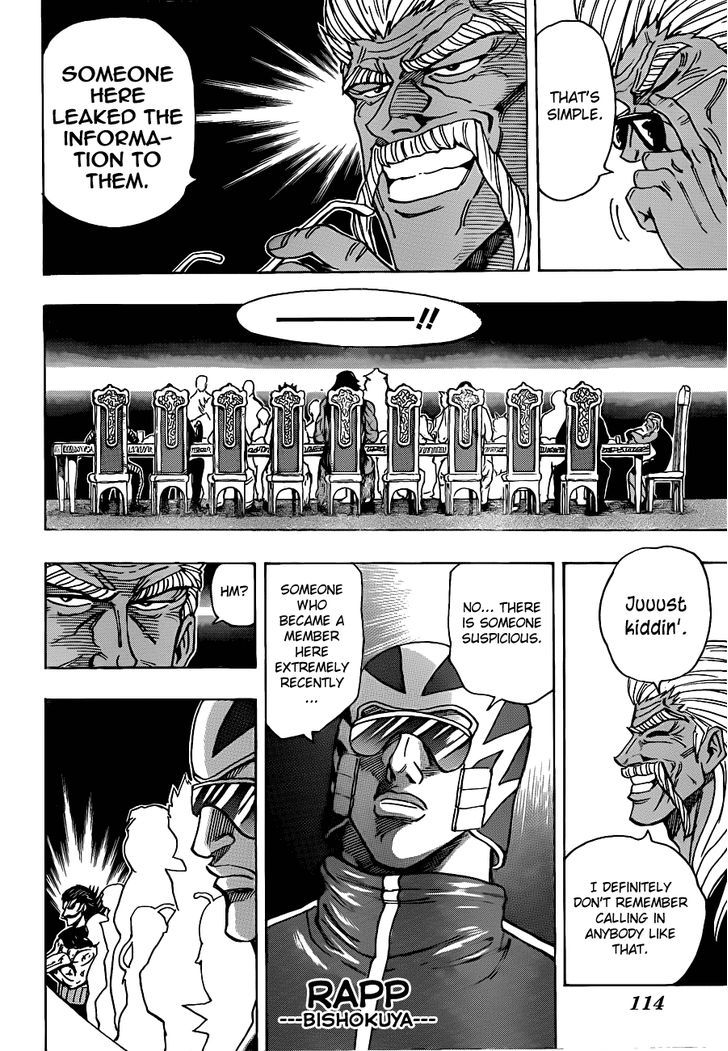 THAT'S
SIMPLE.
SOMEONE
HERE
LEAKED THE
INFORMA-
TION TO
THEM.
!!
Juuust
kiddin'.
I DEFINITELY
DON'T REMEMBER
CALLING IN
ANYBODY LIKE
THAT.
NO... THERE
IS SOMEONE
SUSPICIOUS.
SOMEONE
WHO
BECAME A
MEMBER
HERE
EXTREMELY
RECENTLY
...
RAPP
---BISHOKUYA---
HM?
114